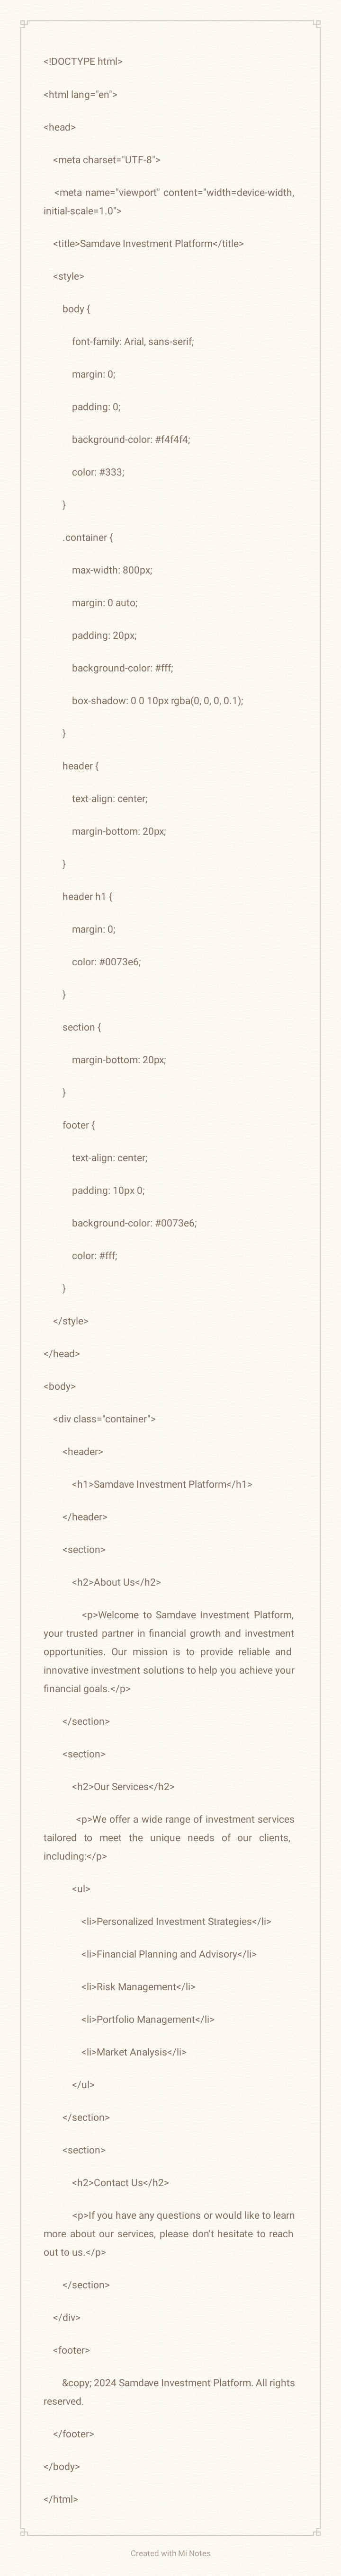 <!DOCTYPE html>
<html lang="en">
<head>
<meta charset="UTF-8">
<meta name="viewport" content="width=device-width,
initial-scale=1.0">
<title>Samdave Investment Platform</title>
<style>
body {
font-family: Arial, sans-serif;
margin: 0;
padding: 0;
background-color: #f4f4f4;
color: #333;
}
.container {
max-width: 800px;
margin: 0 auto;
padding: 20px;
background-color: #fff;
box-shadow: 0 0 10px rgba(0, 0, 0, 0.1);
}
header {
text-align: center;
margin-bottom: 20px;
}
header h1 {
margin: 0;
color: #0073e6;
}
section {
margin-bottom: 20px;
}
footer {
text-align: center;
padding: 10px 0;
background-color: #0073e6;
color: #fff;
}
</style>
</head>
<body>
<div class="container">
<header>
<h1>Samdave Investment Platform</h1>
</header>
<section>
<h2>About Us</h2>
<p>Welcome to Samdave Investment Platform,
your trusted partner in financial growth and investment
opportunities. Our mission is to provide reliable and
innovative investment solutions to help you achieve your
financial goals.</p>
</section>
<section>
<h2>Our Services</h2>
<p>We offer a wide range of investment services
tailored to meet the unique needs of our clients,
including:</p>
<ul>
<li>Personalized Investment Strategies</li>
<li>Financial Planning and Advisory</li>
<li>Risk Management</li>
<li>Portfolio Management</li>
<li>Market Analysis</li>
</ul>
</section>
<section>
<h2>Contact Us</h2>
<p>If you have any questions or would like to learn
more about our services, please don't hesitate to reach
out to us.</p>
</section>
</div>
<footer>
&copy; 2024 Samdave Investment Platform. All rights
reserved.
</footer>
</body>
</html>
Created with Mi Notes